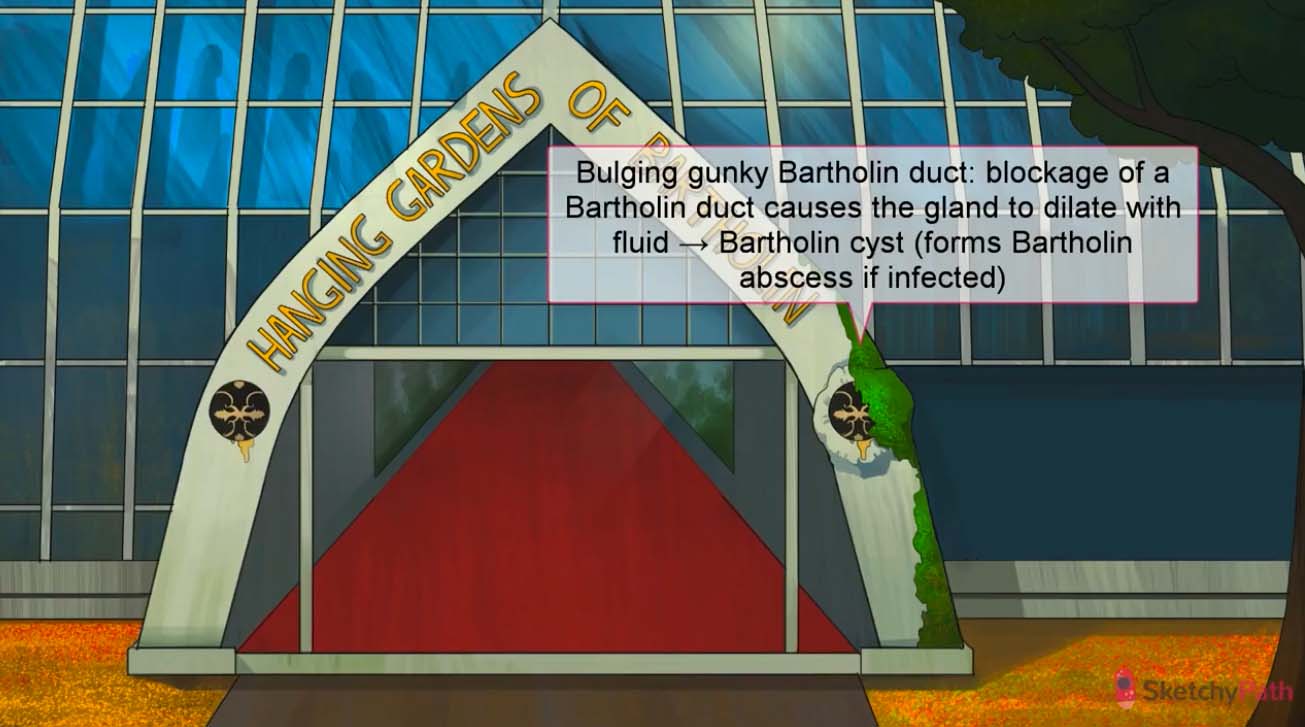 HANGING GARDENS OF BARTHOLIN
Bulging gunky Bartholin duct: blockage of a
Bartholin duct causes the gland to dilate with
fluid → Bartholin cyst (forms Bartholin
abscess if infected)
SketchyPath